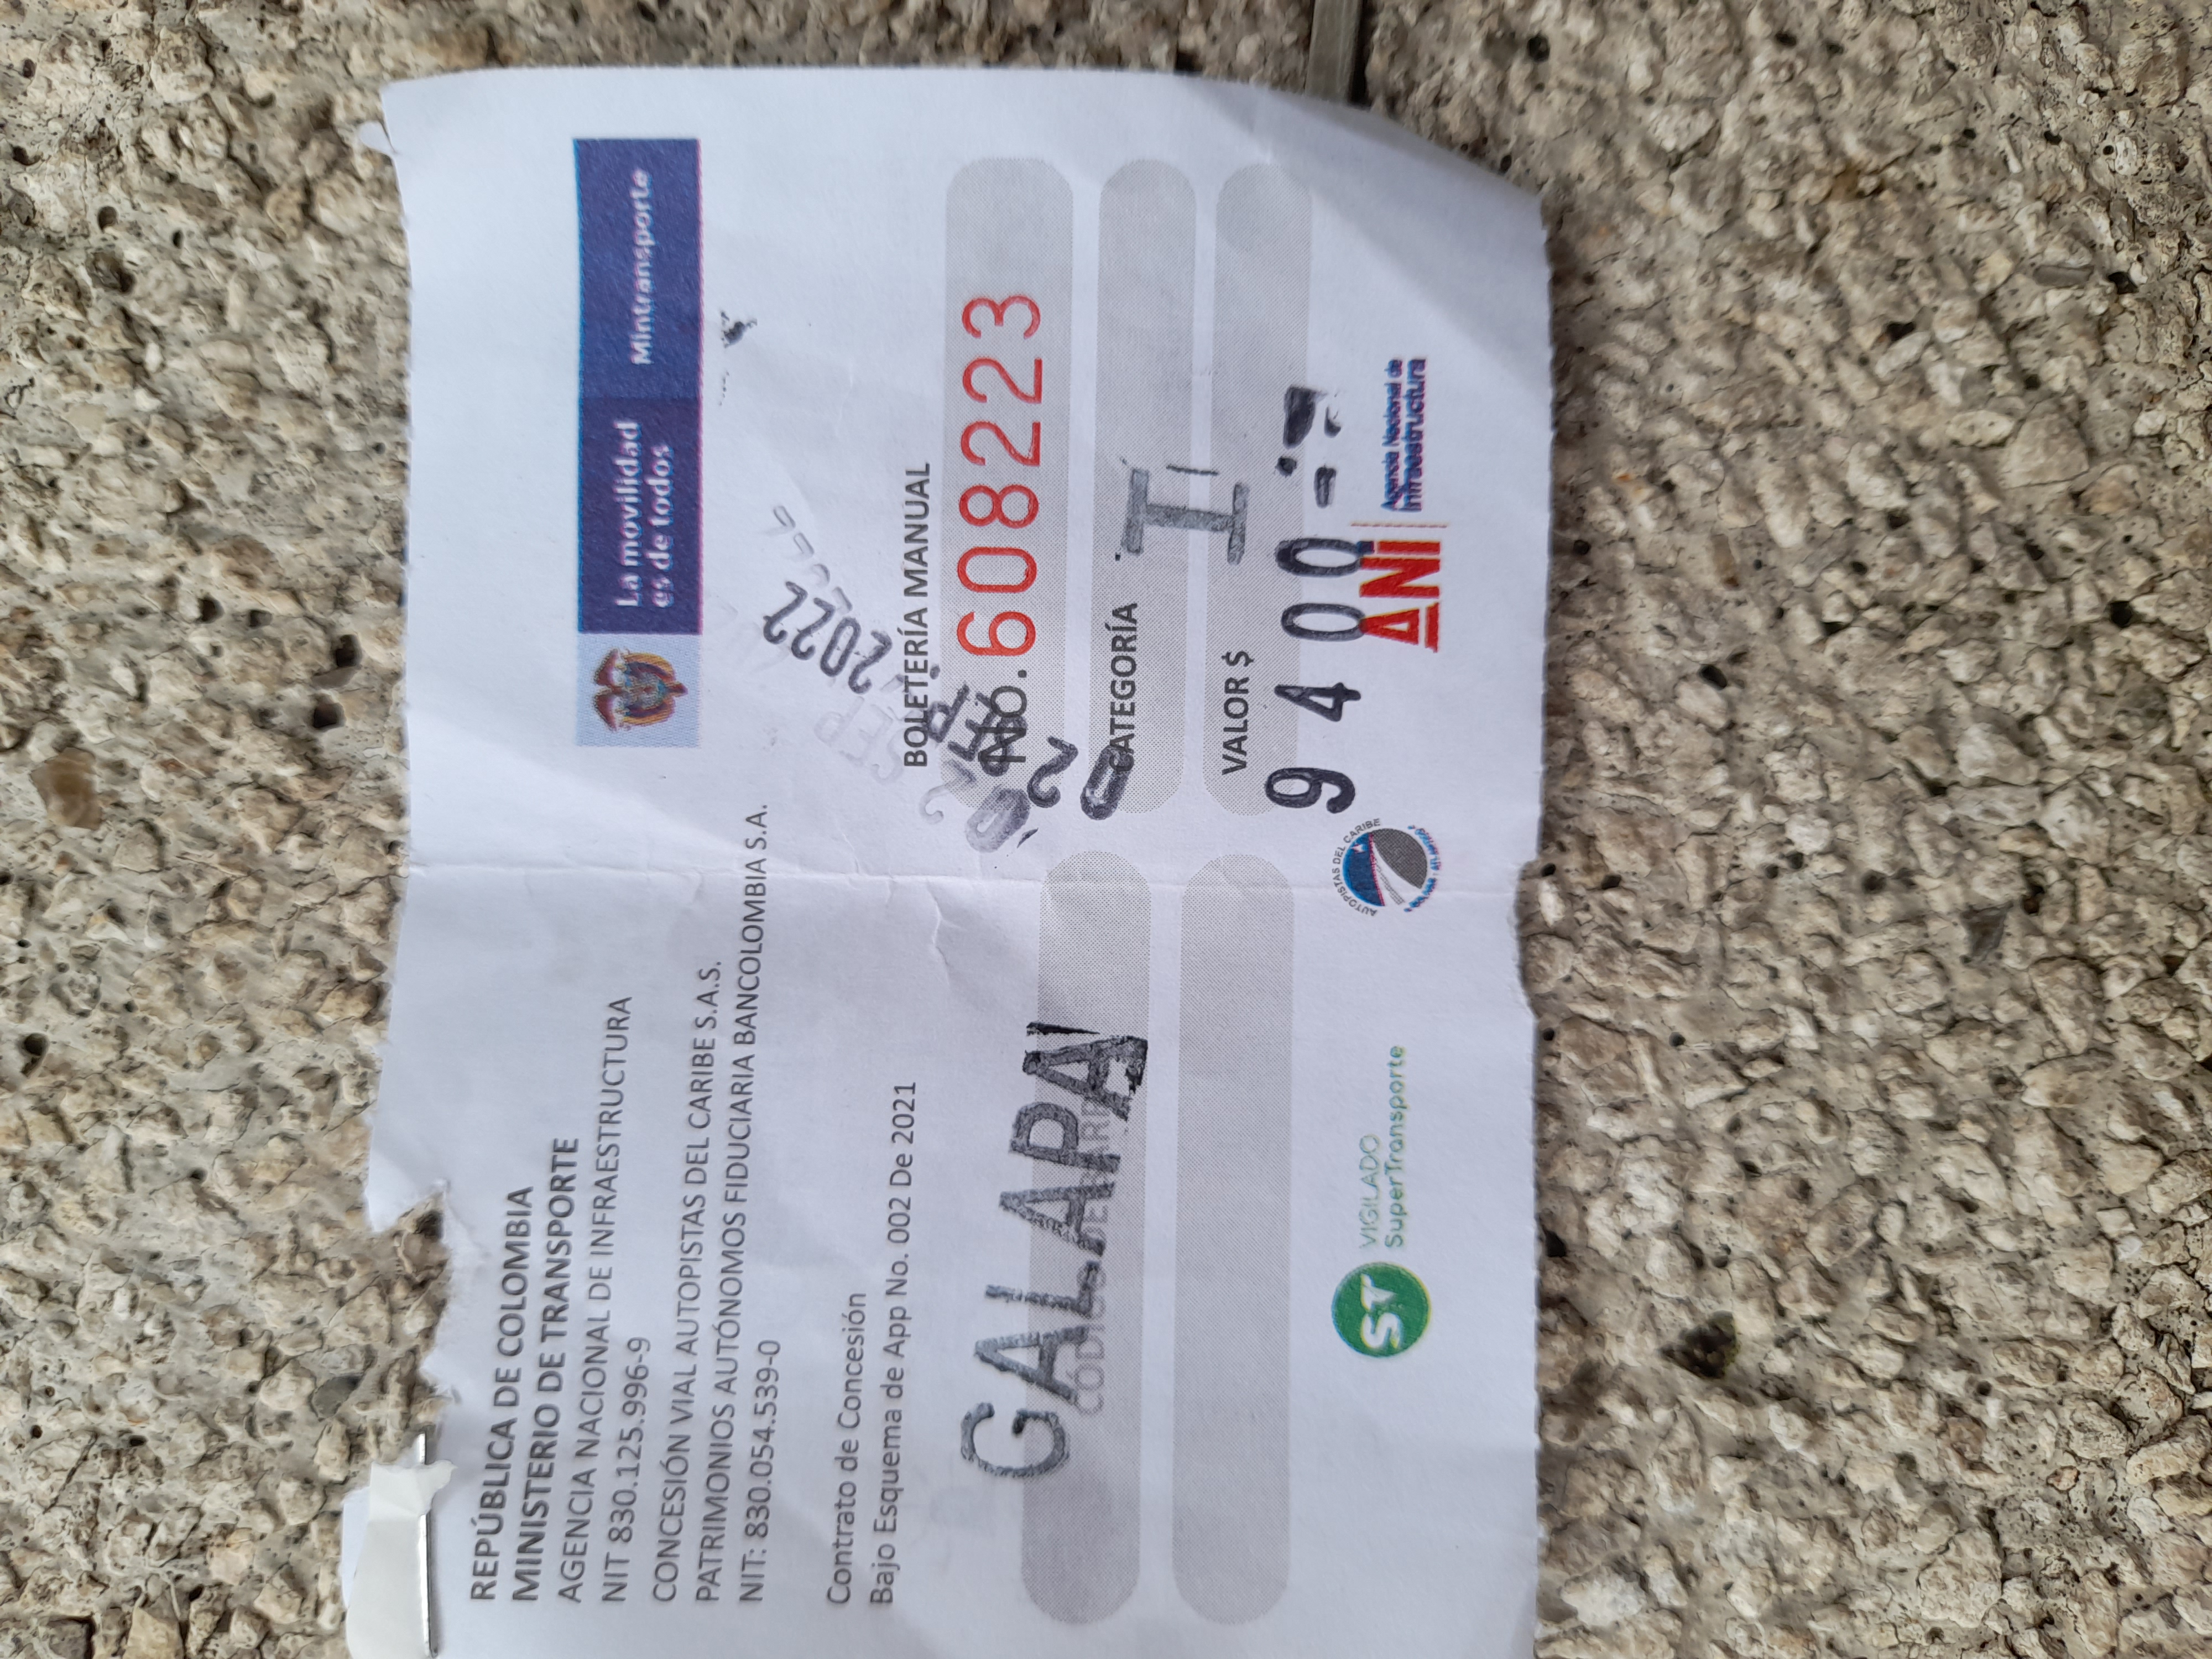 REPÚBLICA DE COLOMBIA
MINISTERIO DE TRANSPORTE
AGENCIA NACIONAL DE INFRAESTRUCTURA
NIT 830.125.996-9
CONCESIÓN VIAL AUTOPISTAS DEL CARIBE S.A.S.
PATRIMONIOS AUTÓNOMOS FIDUCIARIA BANCOLOMBIA S.A.
NIT: 830.054.539-0
Contrato de Concesión
Bajo Esquema de App No. 002 De 2021
GALAPA
VIGILADO
SuperTransporte
ST
La movilidad
es de todos
Mintransporte
2022
BOLETERÍA MANUAL
No. 608223
CATEGORÍA I
VALOR $
9400
AUTOPISTAS DEL CARIBE
ANI
Agencia Nacional de
Infraestructura